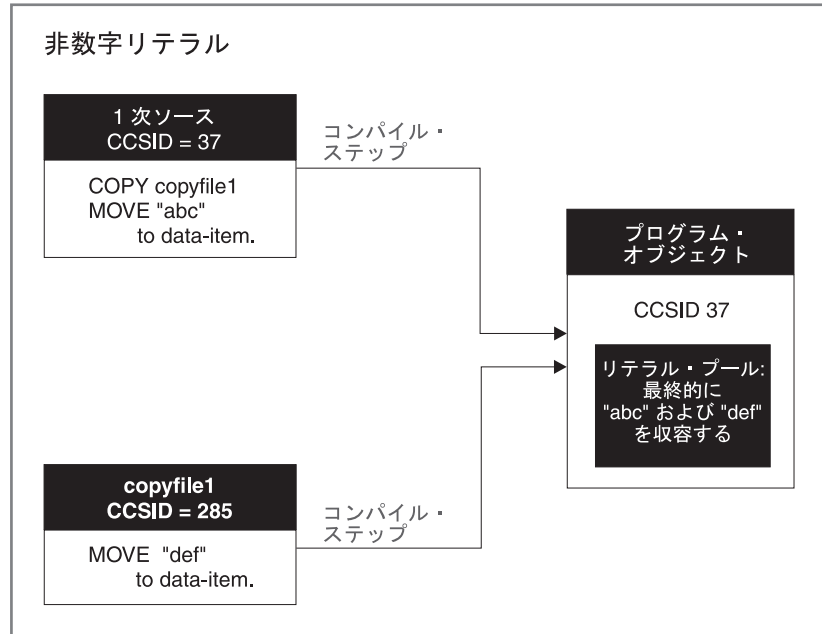 非数字リテラル
1 次ソース
CCSID = 37
COPY copyfile1
MOVE "abc"
to data-item.
コンパイル・
ステップ
プログラム・
オブジェクト
CCSID 37
リテラル・プール:
最終的に
"abc" および "def"
を収容する
copyfile1
CCSID = 285
MOVE "def"
to data-item.
コンパイル・
ステップ